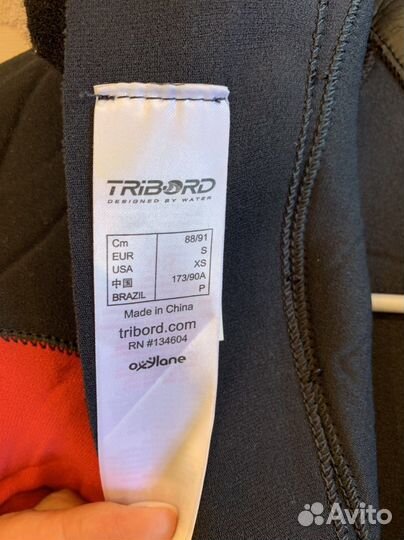 TRIBORD
DESIGNED BY WATER
Cm 88/91
EUR S
USA XS
中国 173/90A
BRAZIL P
Made in China
tribord.com
RN #134604
oxylane
Avito